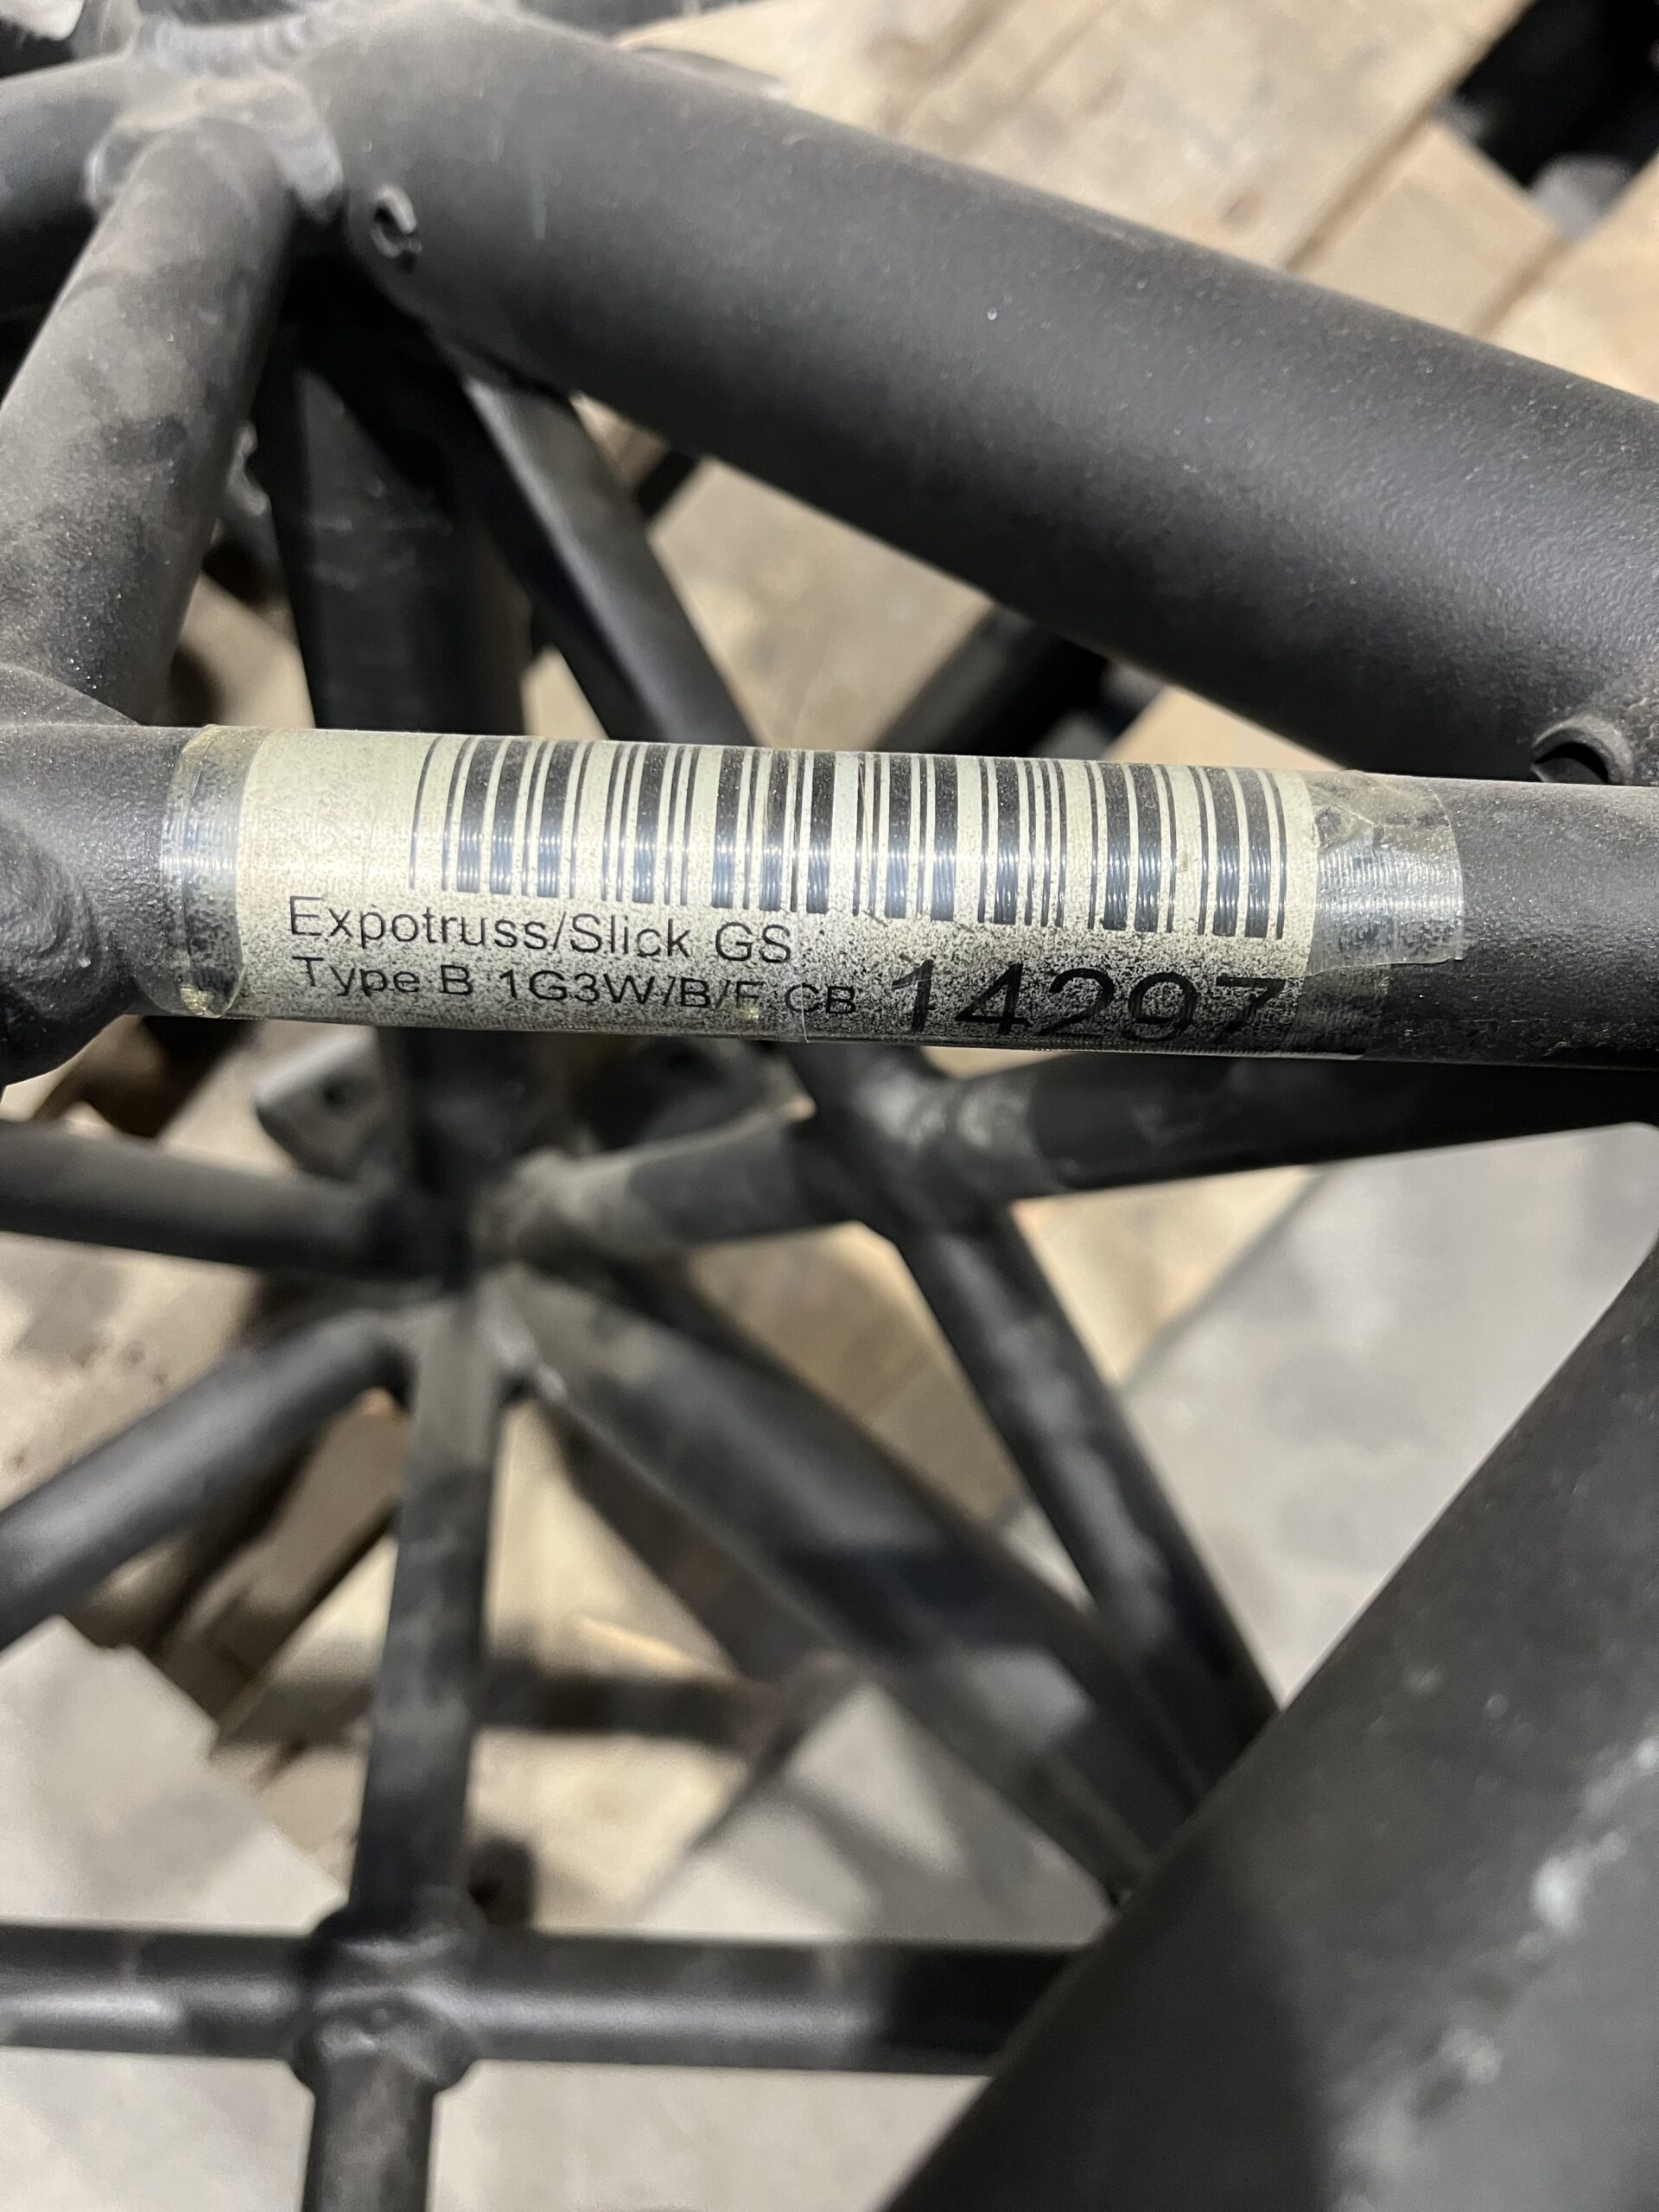 Expotruss/Slick GS
Type B 1G3W/B/F CB 14297